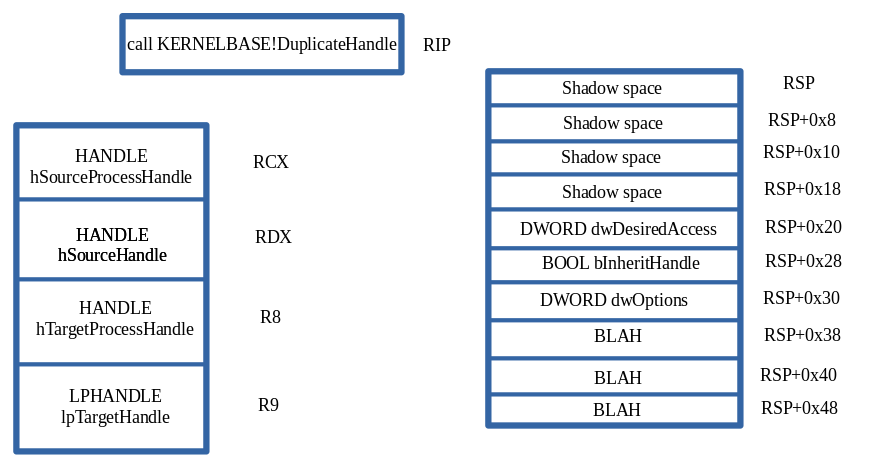 call KERNELBASE!DuplicateHandle
RIP
HANDLE
hSourceProcessHandle
RCX
HANDLE
hSourceHandle
RDX
HANDLE
hTargetProcessHandle
R8
LPHANDLE
lpTargetHandle
R9
Shadow space
RSP
Shadow space
RSP+0x8
Shadow space
RSP+0x10
Shadow space
RSP+0x18
DWORD dwDesiredAccess
RSP+0x20
BOOL bInheritHandle
RSP+0x28
DWORD dwOptions
RSP+0x30
BLAH
RSP+0x38
BLAH
RSP+0x40
BLAH
RSP+0x48